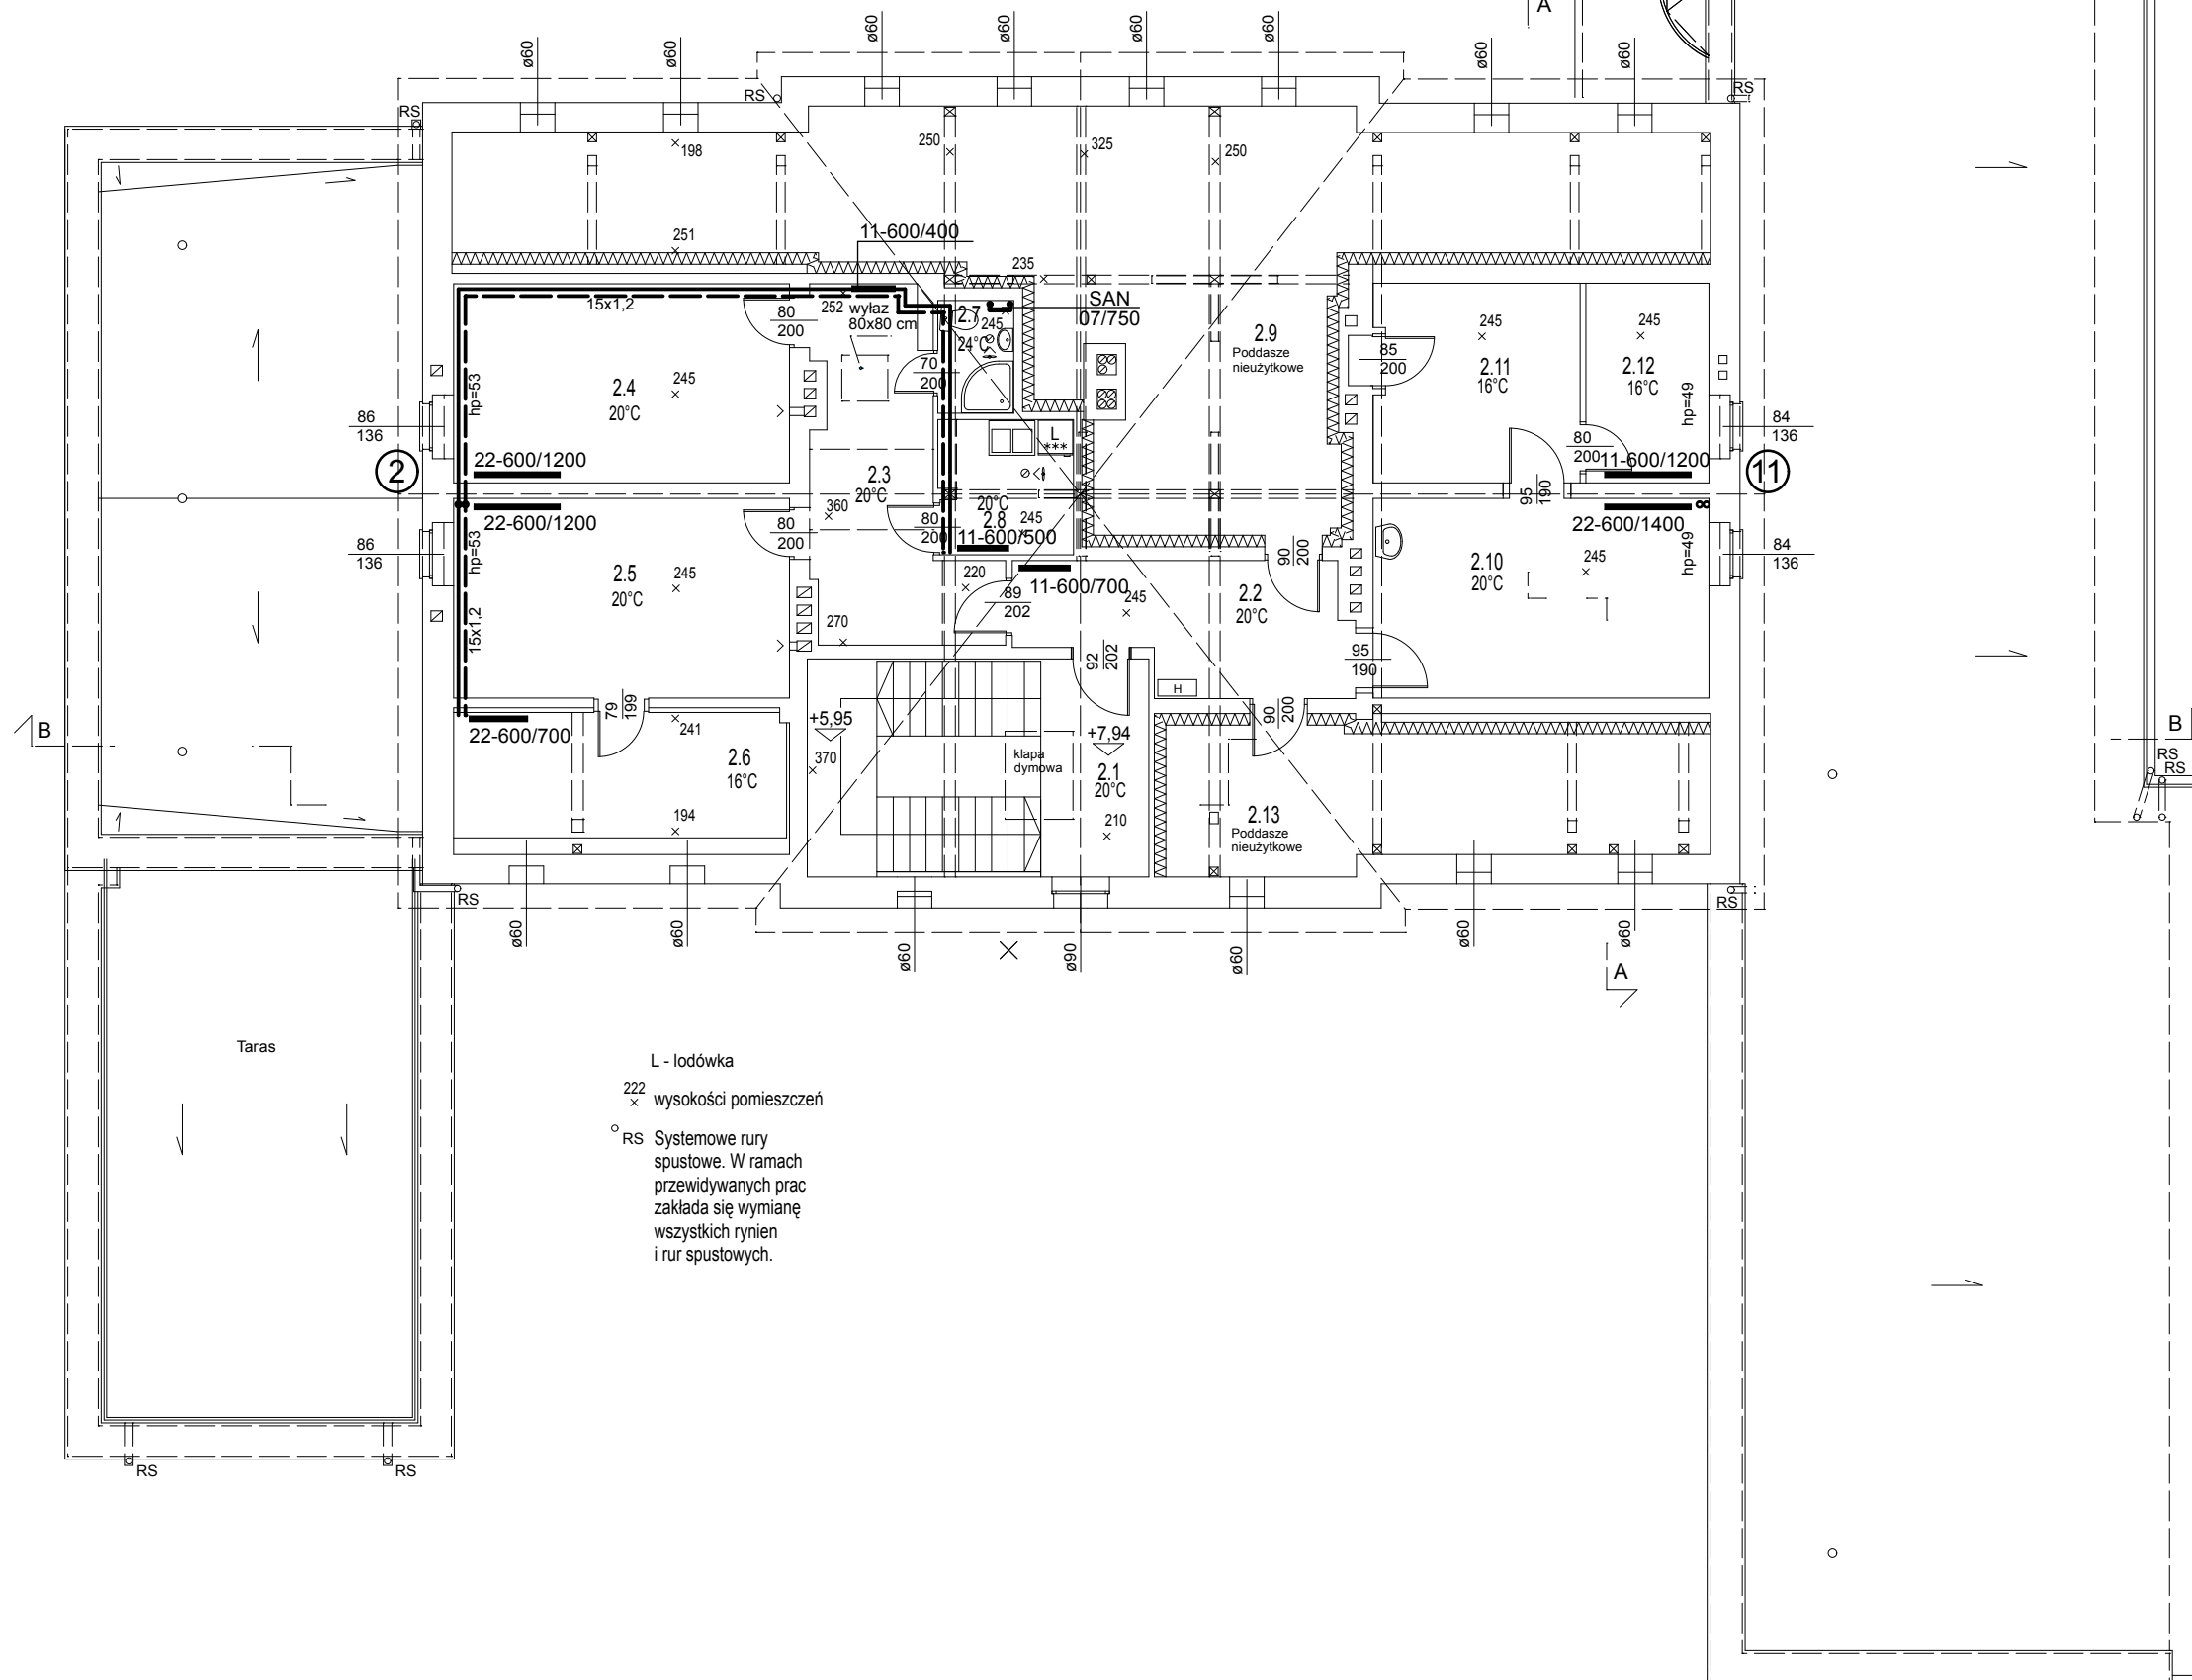 A
ø60
ø60
ø60
ø60
ø60
ø60
ø60
ø60
RS
RS
RS
198
250
325
250
251
11-600/400
235
15x1,2
252
wyłaz
80x80 cm
80
200
2.7
245
24°C
SAN
07/750
2.9
Poddasze
nieużytkowe
85
200
245
2.11
16°C
245
2.12
16°C
hp=53
2.4
20°C
245
70
200
L
***
hp=49
86
136
84
136
80
200
2
22-600/1200
22-600/1200
2.3
20°C
360
80
200
20°C
2.8
245
11-600/500
11-600/1200
11
95
190
22-600/1400
86
136
hp=53
80
200
84
136
hp=49
2.5
20°C
245
220
89
202
11-600/700
245
90
200
2.2
20°C
2.10
20°C
245
15x1,2
270
92
202
95
190
H
79
199
90
200
B
22-600/700
241
2.6
16°C
194
+5,95
370
klapa
dymowa
+7,94
2.1
20°C
210
2.13
Poddasze
nieużytkowe
B
RS
RS
RS
RS
ø60
ø60
ø60
ø90
ø60
ø60
ø60
A
Taras
L - lodówka
222
wysokości pomieszczeń
RS
Systemowe rury
spustowe. W ramach
przewidywanych prac
zakłada się wymianę
wszystkich rynien
i rur spustowych.
RS
RS